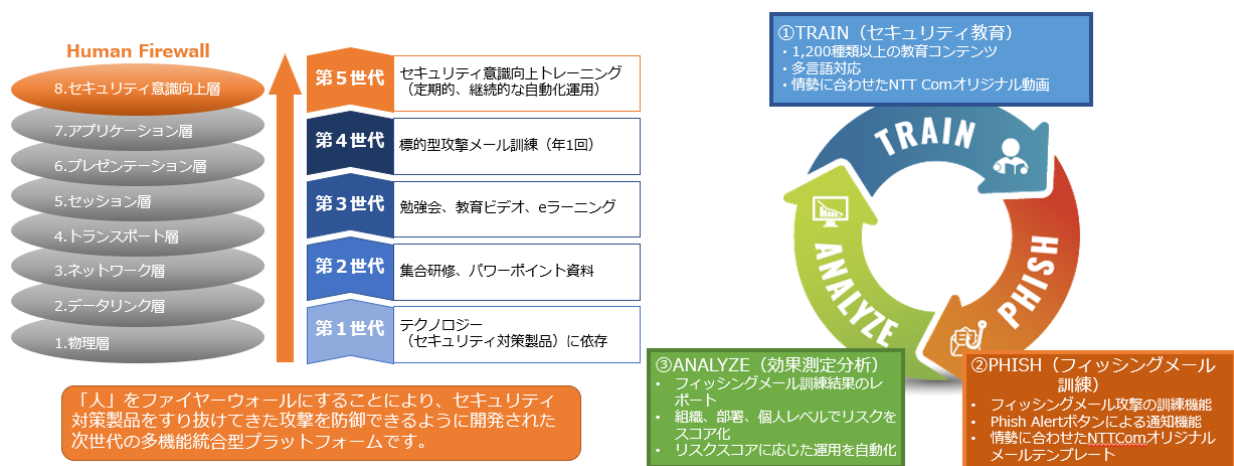 Human Firewall
8.セキュリティ意識向上層
7.アプリケーション層
6.プレゼンテーション層
5.セッション層
4.トランスポート層
3.ネットワーク層
2.データリンク層
1.物理層
第５世代
セキュリティ意識向上トレーニング
（定期的、継続的な自動化運用）
第４世代
標的型攻撃メール訓練（年1回）
第３世代
勉強会、教育ビデオ、eラーニング
第２世代
集合研修、パワーポイント資料
第１世代
テクノロジー
（セキュリティ対策製品）に依存
「人」をファイヤーウォールにすることにより、セキュリティ
対策製品をすり抜けてきた攻撃を防御できるように開発された
次世代の多機能統合型プラットフォームです。
①TRAIN（セキュリティ教育）
・1,200種類以上の教育コンテンツ
・多言語対応
・情勢に合わせたNTT Comオリジナル動画
TRAIN
PHISH
ANALYZE
②PHISH（フィッシングメール
訓練）
• フィッシングメール攻撃の訓練機能
• Phish Alertボタンによる通知機能
• 情勢に合わせたNTTComオリジナル
メールテンプレート
③ANALYZE（効果測定分析）
• フィッシングメール訓練結果のレ
ポート
• 組織、部署、個人レベルでリスクを
スコア化
• リスクスコアに応じた運用を自動化